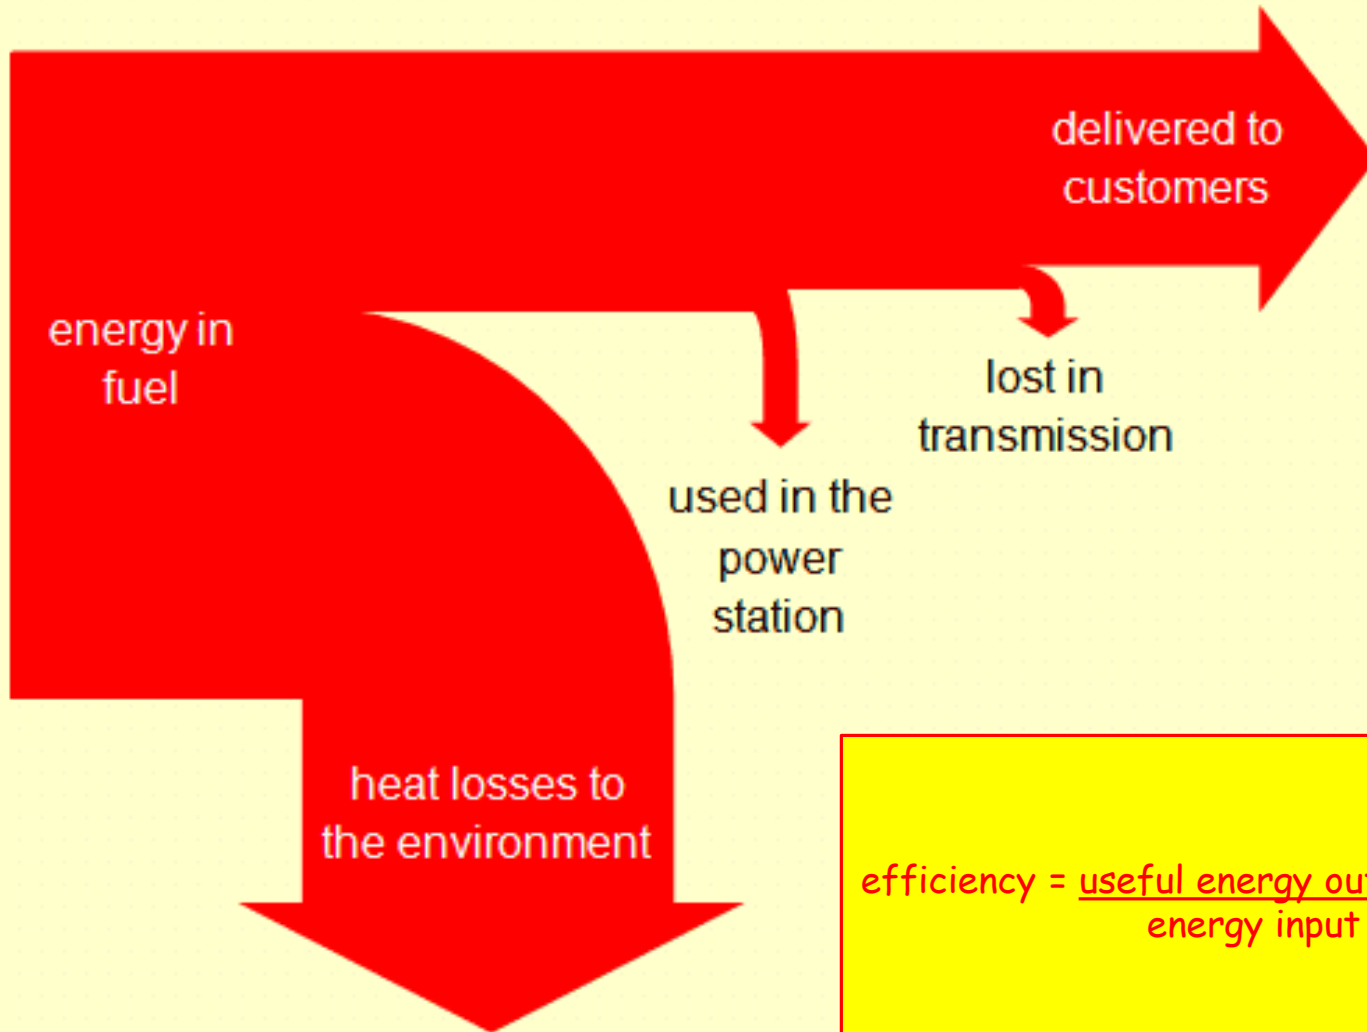 delivered to
customers
energy in
fuel
lost in
transmission
used in the
power
station
heat losses to
the environment
efficiency = useful energy
energy input